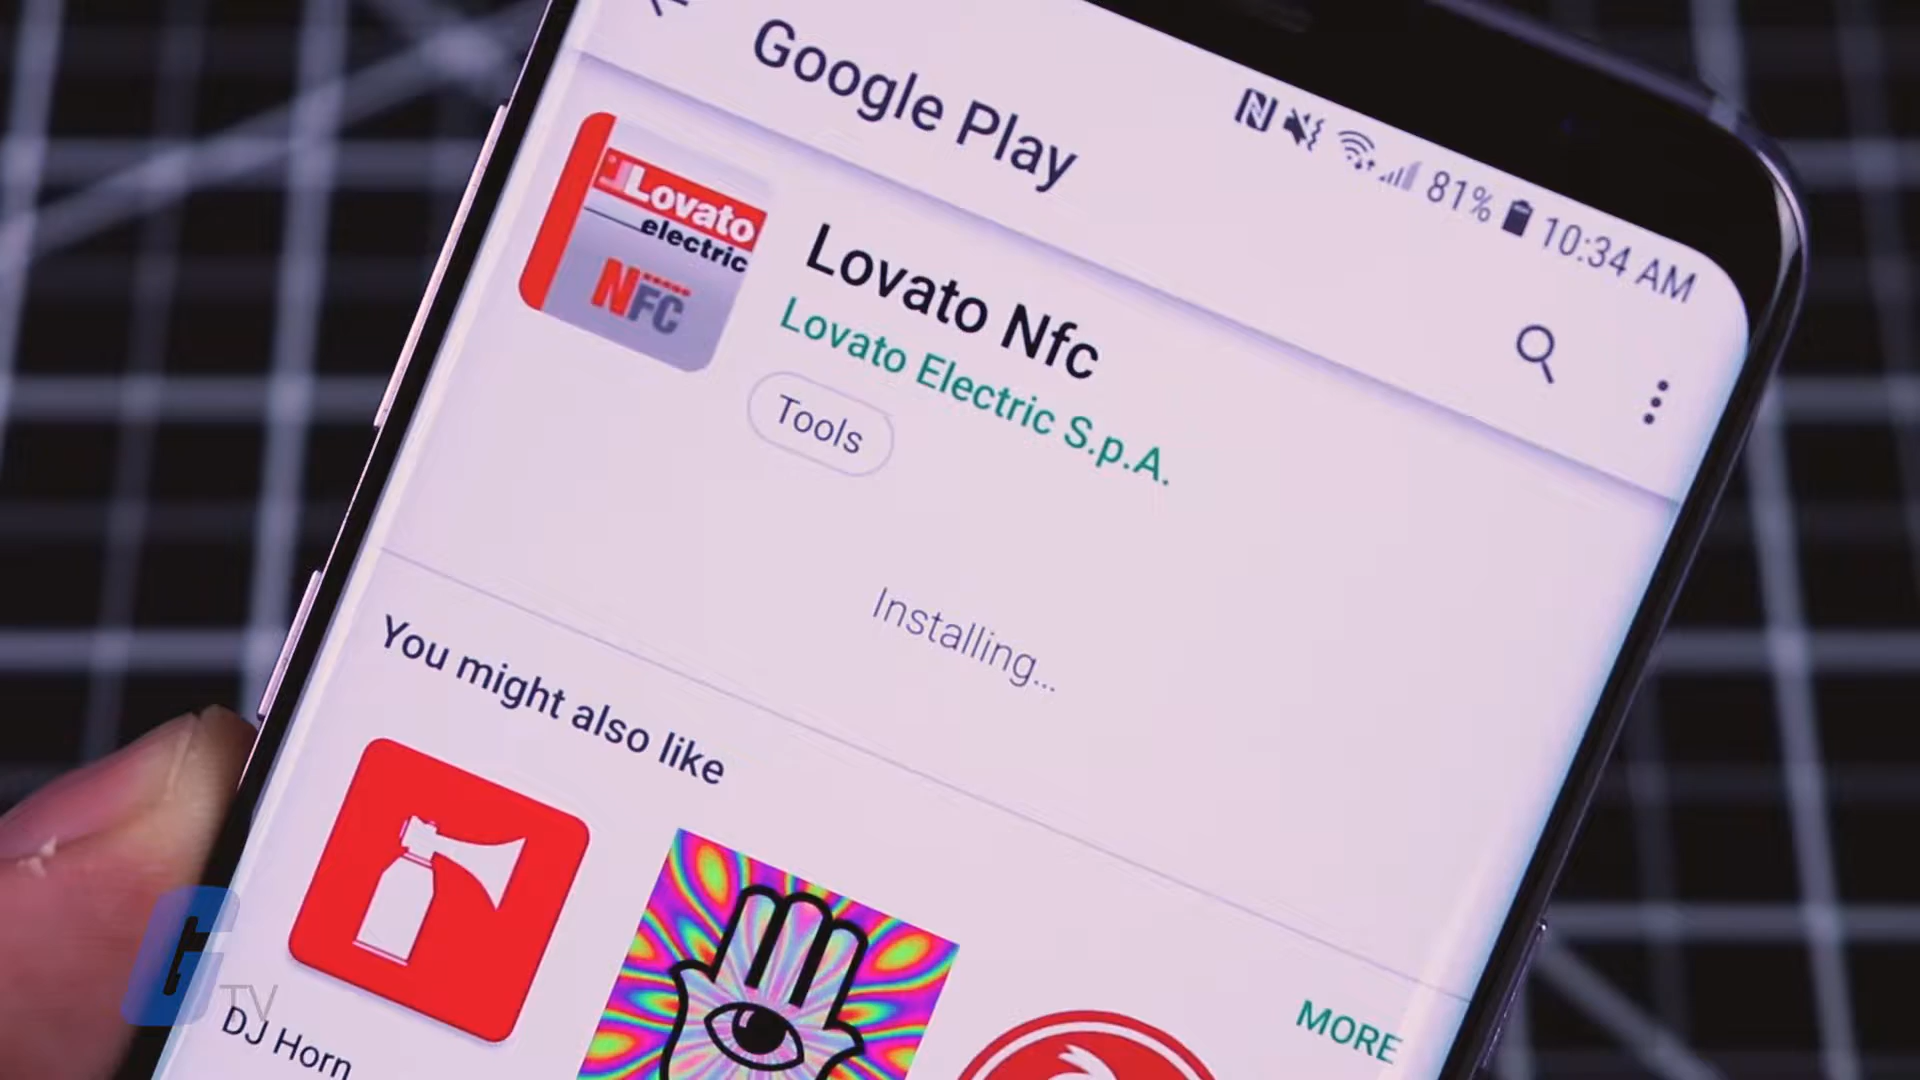 Google Play
81% 10:34 AM
Lovato
electric
NFC
Lovato Nfc
Lovato Electric S.p.A.
Tools
Installing...
You might also like
MORE
DJ Horn
G TV